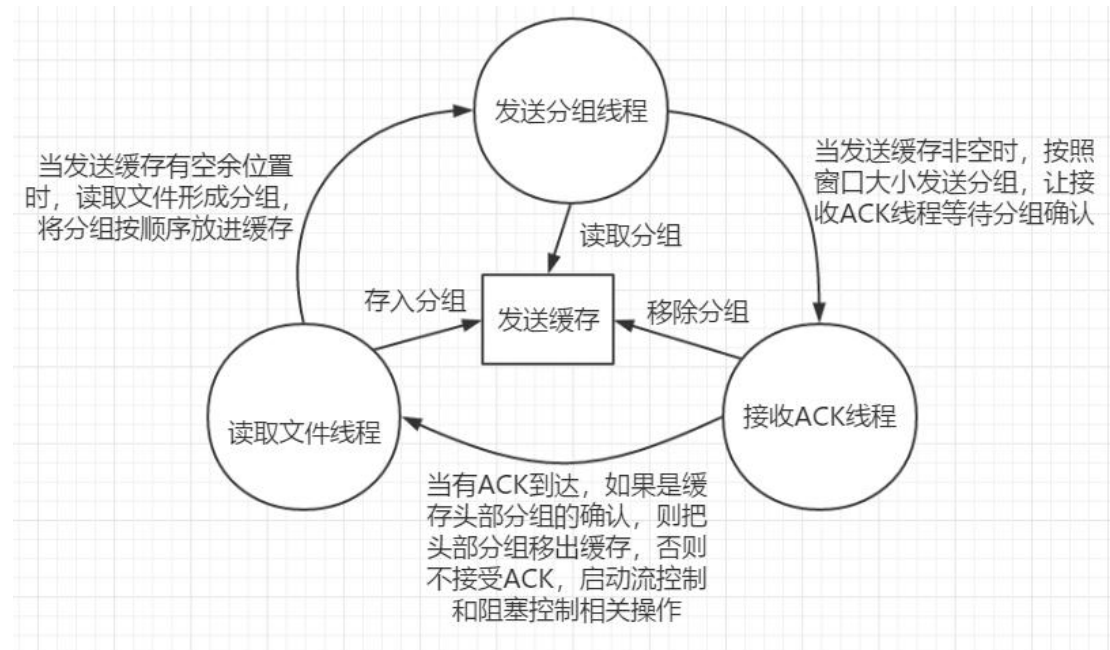 发送分组线程
当发送缓存有空余位置
时，读取文件形成分组，
将分组按顺序放进缓存
当发送缓存非空时，按照
窗口大小发送分组，让接
收ACK线程等待分组确认
读取分组
存入分组
发送缓存
移除分组
读取文件线程
接收ACK线程
当有ACK到达，如果是缓
存头部分组的确认，则把
头部分组移出缓存，否则
不接受ACK，启动流控制
和阻塞控制相关操作